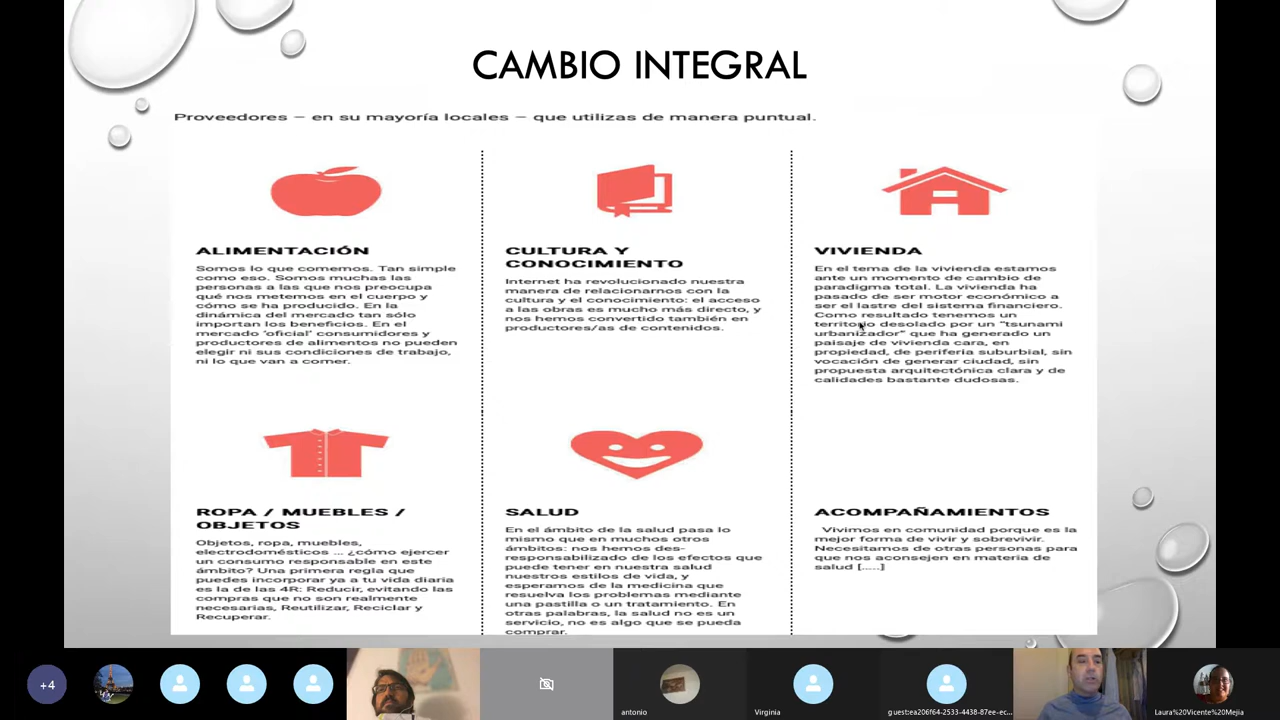 CAMBIO INTEGRAL
Proveedores – en su mayoría locales – que utilizas de manera puntual.
ALIMENTACIÓN
Somos lo que comemos. Tan simple
como eso. Somos muchas las
personas a las que nos preocupa
qué nos metemos en el cuerpo y
cómo se ha producido. En la
dinámica del mercado tan sólo
importan los beneficios. En el
mercado 'oficial' consumidores y
productores de alimentos no pueden
elegir ni sus condiciones de trabajo,
ni lo que van a comer.
CULTURA Y
CONOCIMIENTO
Internet ha revolucionado nuestra
manera de relacionarnos con la
cultura y el conocimiento: el acceso
a las obras es mucho más directo, y
nos hemos convertido también en
productores/as de contenidos.
VIVIENDA
En el tema de la vivienda estamos
ante un momento de cambio de
paradigma total. La vivienda ha
pasado de ser motor económico a
ser el lastre del sistema financiero.
Como resultado tenemos un
territorio desolado por un "tsunami
urbanizador" que ha generado un
paisaje de vivienda cara, en
propiedad, de periferia suburbial, sin
vocación de generar ciudad, sin
propuesta arquitectónica clara y de
calidades bastante dudosas.
ROPA / MUEBLES /
OBJETOS
Objetos, ropa, muebles,
electrodomésticos ... ¿cómo ejercer
un consumo responsable en este
ámbito? Una primera regla que
puedes incorporar ya a tu vida diaria
es la de las 4R: Reducir, evitando las
compras que no son realmente
necesarias, Reutilizar, Reciclar y
Recuperar.
SALUD
En el ámbito de la salud pasa lo
mismo que en muchos otros
ámbitos: nos hemos des-
responsabilizado de los efectos que
puede tener en nuestra salud
nuestros estilos de vida, y
esperamos de la medicina que
resuelva los problemas mediante
una pastilla o un tratamiento. En
otras palabras, la salud no es un
servicio, no es algo que se pueda
comprar.
ACOMPAÑAMIENTOS
Vivimos en comunidad porque es la
mejor forma de vivir y sobrevivir.
Necesitamos de otras personas para
que nos aconsejen en materia de
salud [.....]
+4
antonio
Virginia
guest:ea206f64-2533-4438-87ee-ec...
Laura%20Vicente%20Mejia